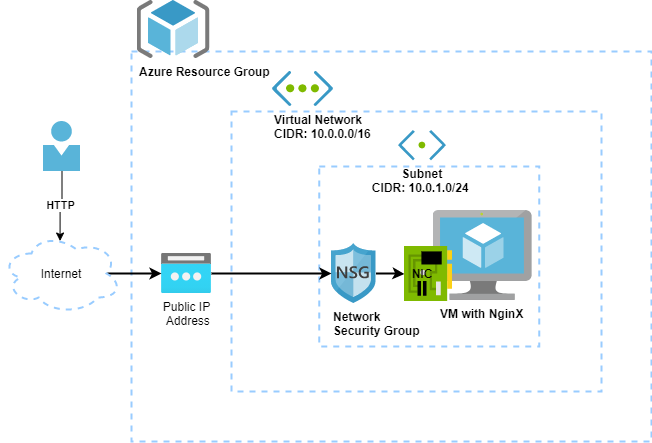 Azure Resource Group
Virtual Network
CIDR: 10.0.0.0/16
Subnet
CIDR: 10.0.1.0/24
HTTP
Internet
Public IP
Address
NSG
Network
Security Group
NIC
VM with NginX